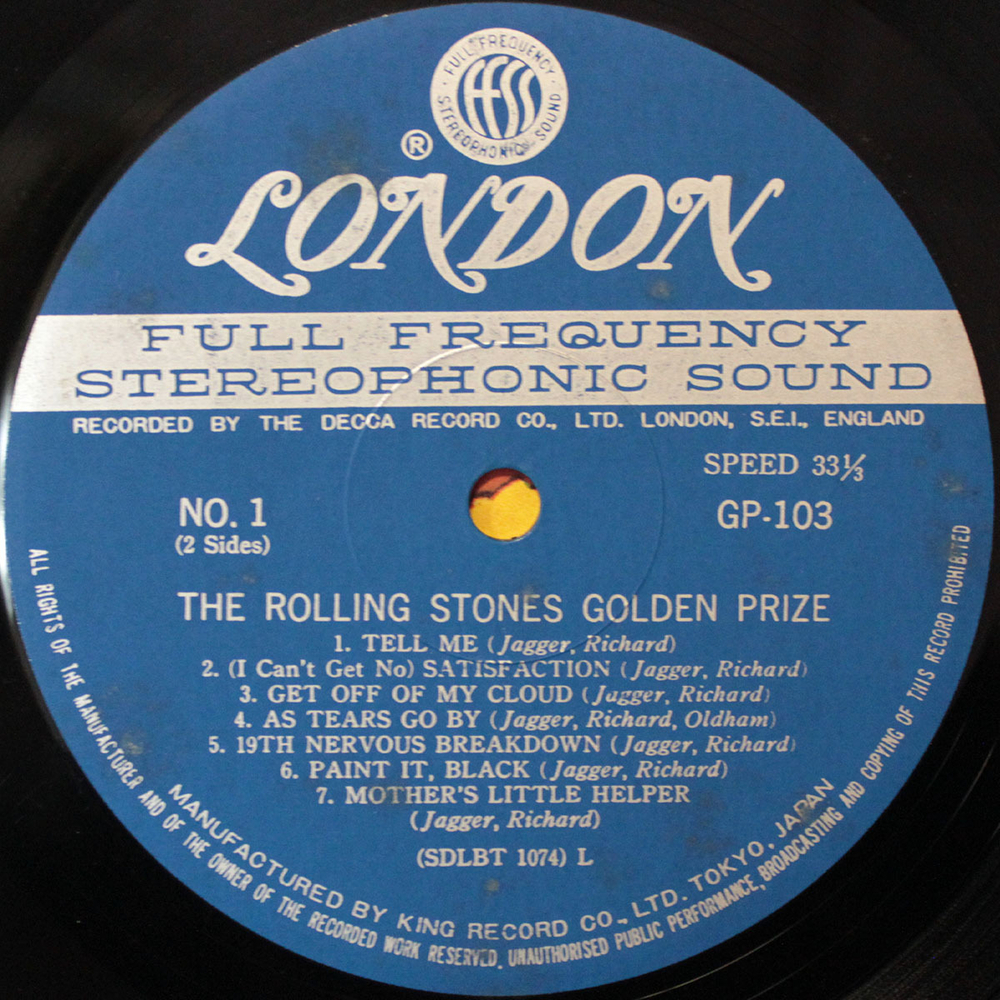 FULL FREQUENCY
ffss
STEREOPHONIC SOUND
®
LONDON
FULL FREQUENCY
STEREOPHONIC SOUND
RECORDED BY THE DECCA RECORD CO., LTD. LONDON, S.E.I., ENGLAND
SPEED 33⅓
NO. 1
GP-103
(2 Sides)
THE ROLLING STONES GOLDEN PRIZE
1. TELL ME (Jagger, Richard)
2. (I Can't Get No) SATISFACTION (Jagger, Richard)
3. GET OFF OF MY CLOUD (Jagger, Richard)
4. AS TEARS GO BY (Jagger, Richard, Oldham)
5. 19TH NERVOUS BREAKDOWN (Jagger, Richard)
6. PAINT IT, BLACK (Jagger, Richard)
7. MOTHER'S LITTLE HELPER
(Jagger, Richard)
(SDLBT 1074) L
MANUFACTURED BY KING RECORD CO., LTD. TOKYO, JAPAN
ALL RIGHTS OF THE MANUFACTURER AND OF THE OWNER OF THE RECORDED WORK RESERVED. UNAUTHORISED PUBLIC PERFORMANCE, BROADCASTING AND COPYING OF THIS RECORD PROHIBITED